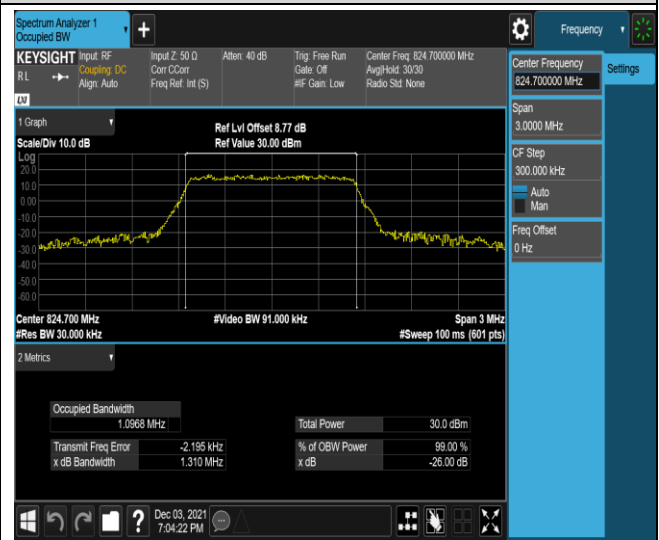 Spectrum Analyzer 1
Occupied BW
Frequency
KEYSIGHT
Input: RF
Input Z: 50 Ω
Atten: 40 dB
Trig: Free Run
Center Freq: 824.700000 MHz
R L
Coupling: DC
Corr CCorr
Gate: Off
Avg|Hold: 30/30
Align: Auto
Freq Ref: Int (S)
#IF Gain: Low
Radio Std: None
LXI
Center Frequency
824.700000 MHz
Settings
Span
3.0000 MHz
CF Step
300.000 kHz
Auto
Man
Freq Offset
0 Hz
1 Graph
Ref Lvl Offset 8.77 dB
Scale/Div 10.0 dB
Ref Value 30.00 dBm
Log
20.0
10.0
0.00
-10.0
-20.0
-30.0
-40.0
-50.0
-60.0
Center 824.700 MHz
#Video BW 91.000 kHz
Span 3 MHz
#Res BW 30.000 kHz
#Sweep 100 ms (601 pts)
2 Metrics
Occupied Bandwidth
1.0968 MHz
Total Power 30.0 dBm
Transmit Freq Error -2.195 kHz
% of OBW Power 99.00 %
x dB Bandwidth 1.310 MHz
x dB -26.00 dB
?
Dec 03, 2021
7:04:22 PM